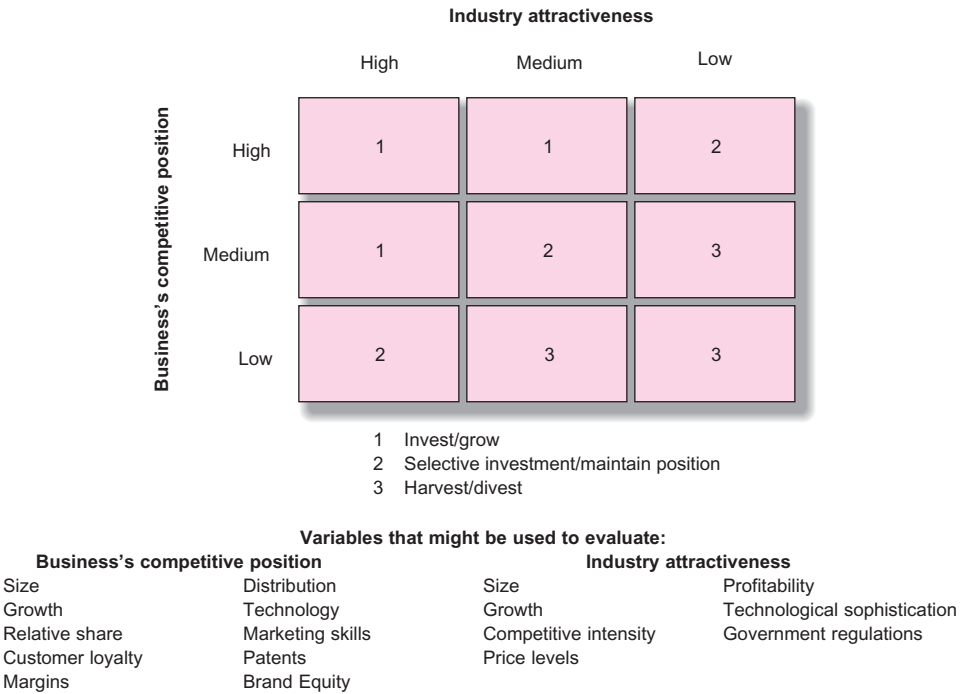 Industry attractiveness
High Medium Low
Business's competitive position
High 1 1 2
Medium 1 2 3
Low 2 3 3
1 Invest/grow
2 Selective investment/maintain position
3 Harvest/divest
Variables that might be used to evaluate:
Business's competitive position Industry attractiveness
Size Distribution Size Profitability
Growth Technology Growth Technological sophistication
Relative share Marketing skills Competitive intensity Government regulations
Customer loyalty Patents Price levels
Margins Brand Equity